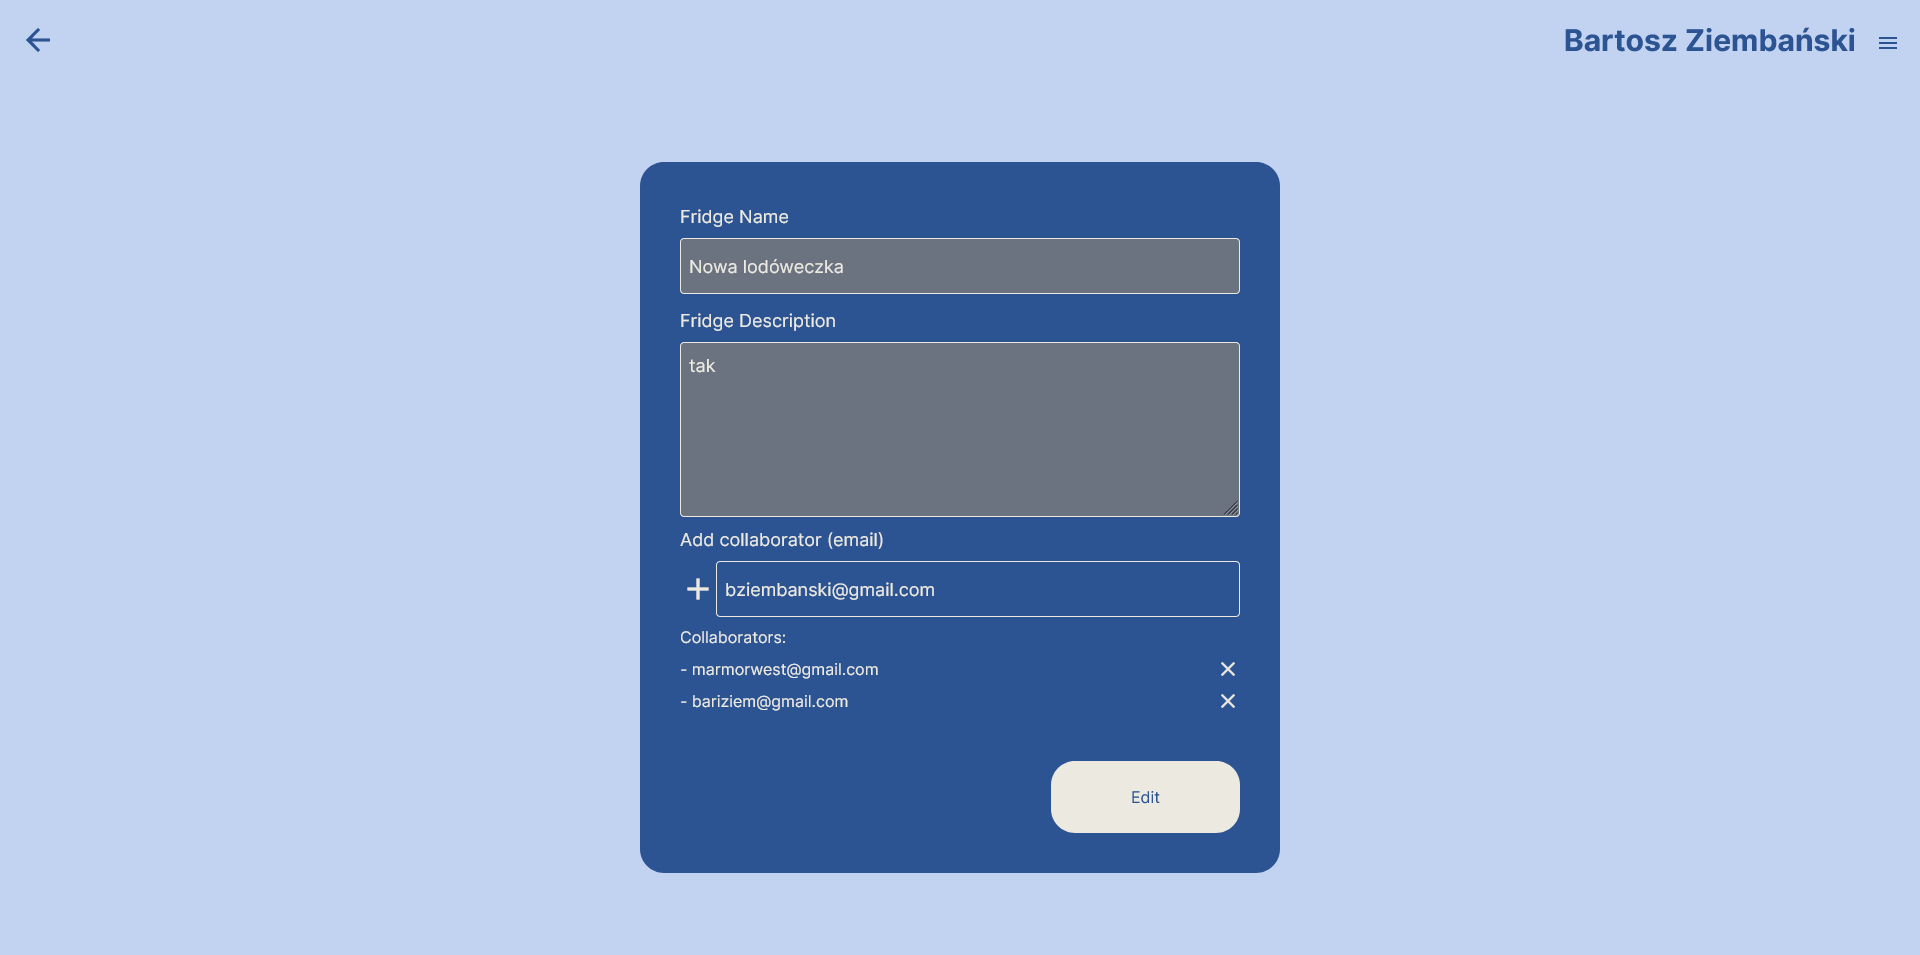 Bartosz Ziembański
Fridge Name
Nowa lodóweczka
Fridge Description
tak
Add collaborator (email)
bziembanski@gmail.com
Collaborators:
- marmorwest@gmail.com
- bariziem@gmail.com
Edit